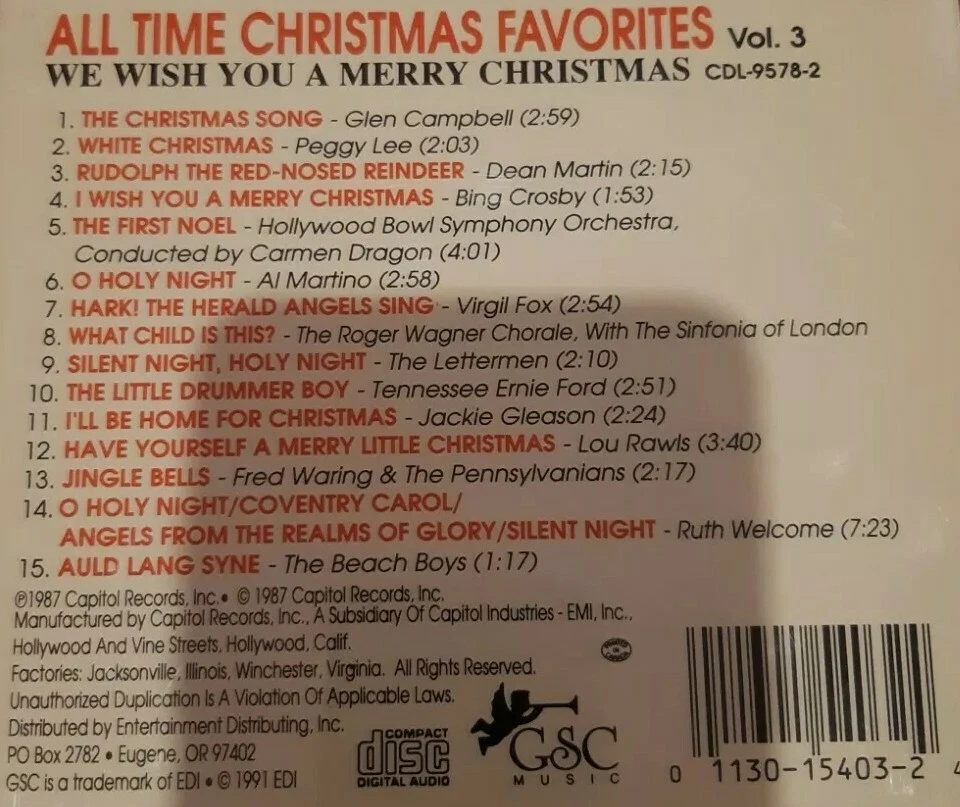 ALL TIME CHRISTMAS FAVORITES Vol. 3
WE WISH YOU A MERRY CHRISTMAS CDL-9578-2
1. THE CHRISTMAS SONG - Glen Campbell (2:59)
2. WHITE CHRISTMAS - Peggy Lee (2:03)
3. RUDOLPH THE RED-NOSED REINDEER - Dean Martin (2:15)
4. I WISH YOU A MERRY CHRISTMAS - Bing Crosby (1:53)
5. THE FIRST NOEL - Hollywood Bowl Symphony Orchestra,
Conducted by Carmen Dragon (4:01)
6. O HOLY NIGHT - Al Martino (2:58)
7. HARK! THE HERALD ANGELS SING - Virgil Fox (2:54)
8. WHAT CHILD IS THIS? - The Roger Wagner Chorale, With The Sinfonia of London
9. SILENT NIGHT, HOLY NIGHT - The Lettermen (2:10)
10. THE LITTLE DRUMMER BOY - Tennessee Ernie Ford (2:51)
11. I'LL BE HOME FOR CHRISTMAS - Jackie Gleason (2:24)
12. HAVE YOURSELF A MERRY LITTLE CHRISTMAS - Lou Rawls (3:40)
13. JINGLE BELLS - Fred Waring & The Pennsylvanians (2:17)
14. O HOLY NIGHT/COVENTRY CAROL/
ANGELS FROM THE REALMS OF GLORY/SILENT NIGHT - Ruth Welcome (7:23)
15. AULD LANG SYNE - The Beach Boys (1:17)
℗1987 Capitol Records, Inc. • © 1987 Capitol Records, Inc.
Manufactured by Capitol Records, Inc., A Subsidiary Of Capitol Industries - EMI, Inc.,
Hollywood And Vine Streets, Hollywood, Calif.
Factories: Jacksonville, Illinois, Winchester, Virginia. All Rights Reserved.
Unauthorized Duplication Is A Violation Of Applicable Laws.
Distributed by Entertainment Distributing, Inc.
PO Box 2782 • Eugene, OR 97402
GSC is a trademark of EDI • © 1991 EDI
COMPACT
disc
DIGITAL AUDIO
GSC
MUSIC
0 1130-15403-2 4